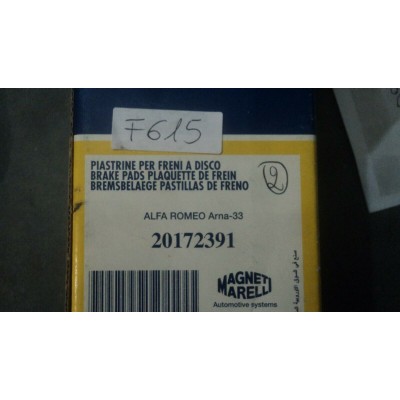 F615
PIASTRINE PER FRENI A DISCO
BRAKE PADS PLAQUETTE DE FREIN
BREMSBELAEGE PASTILLAS DE FRENO
2
ALFA ROMEO Arna-33
20172391
MAGNETI
MARELLI
Automotive systems